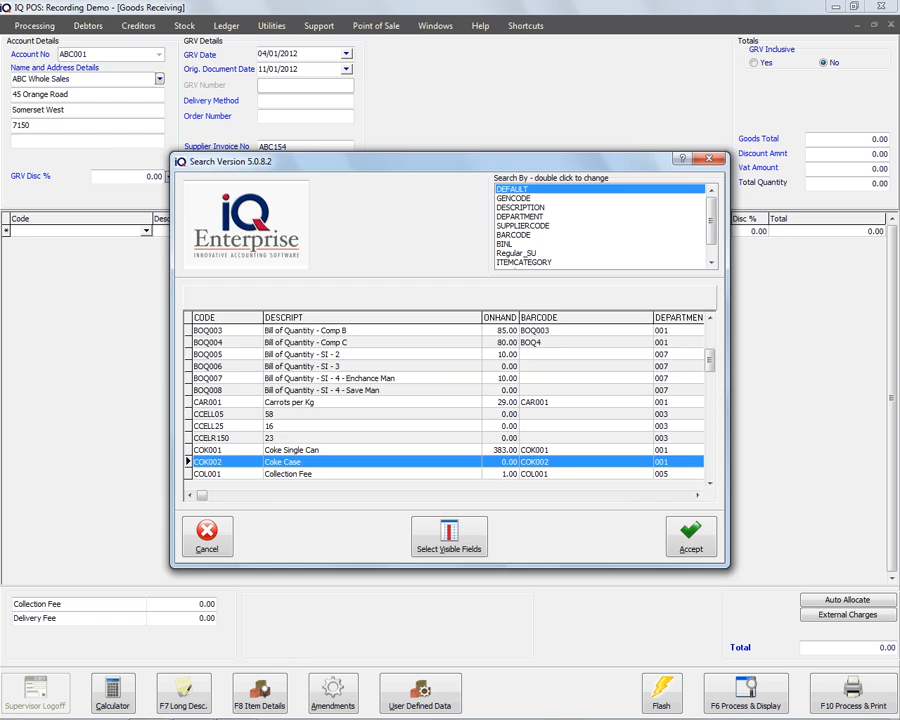 IQ POS: Recording Demo - [Goods Receiving]
Processing Debtors Creditors Stock Ledger Utilities Support Point of Sale Windows Help Shortcuts
Account Details
Account No ABC001
Name and Address Details
ABC Whole Sales
45 Orange Road
Somerset West
7150
GRV Disc % 0.00
GRV Details
GRV Date 04/01/2012
Orig. Document Date 11/01/2012
GRV Number
Delivery Method
Order Number
Supplier Invoice No ABC154
Totals
GRV Inclusive
Yes No
Goods Total 0.00
Discount Amnt 0.00
Vat Amount 0.00
Total Quantity 0.00
Code Desc Disc % Total
0.00 0.00
iQ Search Version 5.0.8.2
iQ
Enterprise
INNOVATIVE ACCOUNTING SOFTWARE
Search By - double click to change
DEFAULT
GENCODE
DESCRIPTION
DEPARTMENT
SUPPLIERCODE
BARCODE
BINL
Regular_SU
ITEMCATEGORY
CODE DESCRIPT ONHAND BARCODE DEPARTMEN
BOQ003 Bill of Quantity - Comp B 85.00 BOQ003 001
BOQ004 Bill of Quantity - Comp C 80.00 BOQ4 001
BOQ005 Bill of Quantity - SI - 2 10.00 007
BOQ006 Bill of Quantity - SI - 3 0.00 007
BOQ007 Bill of Quantity - SI - 4 - Enchance Man 10.00 007
BOQ008 Bill of Quantity - SI - 4 - Save Man 0.00 007
CAR001 Carrots per Kg 29.00 CAR001 001
CCELL05 58 0.00 003
CCELL25 16 0.00 003
CCELR150 23 0.00 003
COK001 Coke Single Can 383.00 COK001 001
COK002 Coke Case 0.00 COK002 001
COL001 Collection Fee 1.00 COL001 005
Cancel Select Visible Fields Accept
Collection Fee 0.00
Delivery Fee 0.00
Auto Allocate
External Charges
Total 0.00
Supervisor Logoff Calculator F7 Long Desc. F8 Item Details Amendments User Defined Data Flash F6 Process & Display F10 Process & Print